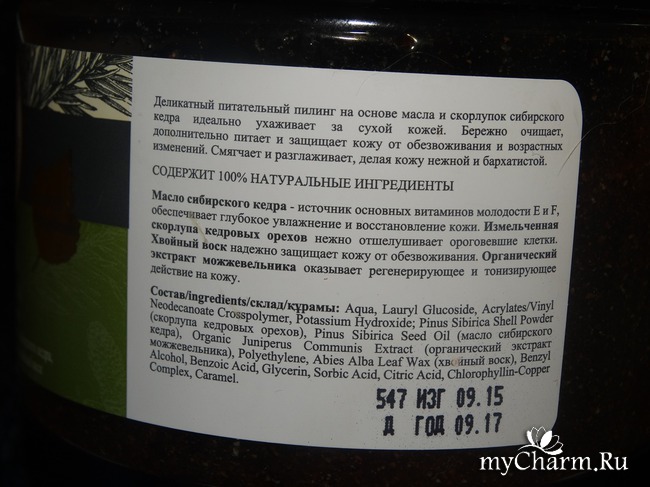 Деликатный питательный пилинг на основе масла и скорлупок сибирского
кедра идеально ухаживает за сухой кожей. Бережно очищает,
дополнительно питает и защищает кожу от обезвоживания и возрастных
изменений. Смягчает и разглаживает, делая кожу нежной и бархатистой.
СОДЕРЖИТ 100% НАТУРАЛЬНЫЕ ИНГРЕДИЕНТЫ
Масло сибирского кедра - источник основных витаминов молодости E и F,
обеспечивает глубокое увлажнение и восстановление кожи. Измельченная
скорлупа кедровых орехов нежно отшелушивает ороговевшие клетки.
Хвойный воск надежно защищает кожу от обезвоживания. Органический
экстракт можжевельника оказывает регенерирующее и тонизирующее
действие на кожу.
Состав/ingredients/склад/құрамы: Aqua, Lauryl Glucoside, Acrylates/Vinyl
Neodecanoate Crosspolymer, Potassium Hydroxide; Pinus Sibirica Shell Powder
(скорлупа кедровых орехов), Pinus Sibirica Seed Oil (масло сибирского
кедра), Organic Juniperus Communis Extract (органический экстракт
можжевельника), Polyethylene, Abies Alba Leaf Wax (хвойный воск), Benzyl
Alcohol, Benzoic Acid, Glycerin, Sorbic Acid, Citric Acid, Chlorophyllin-Copper
Complex, Caramel.
547 ИЗГ 09.15
Д ГОД 09.17
myCharm.Ru